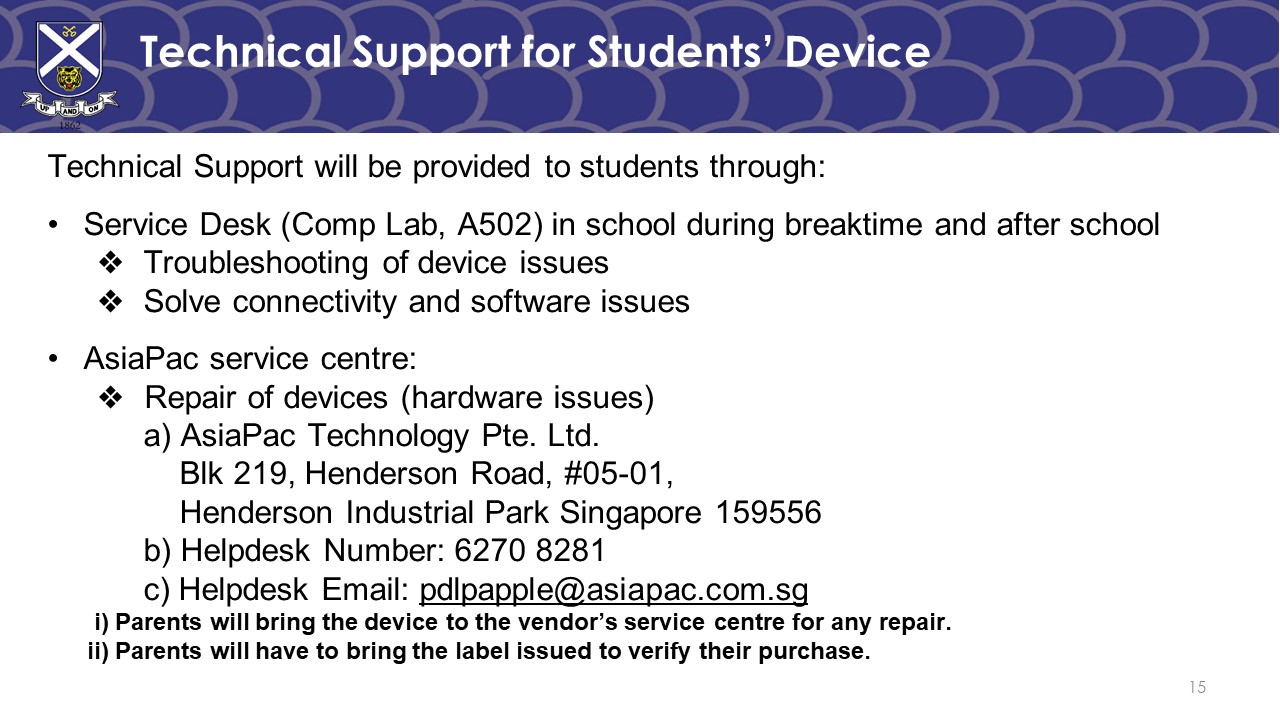 Technical Support for Students’ Device
UP AND ON
1862
Technical Support will be provided to students through:
• Service Desk (Comp Lab, A502) in school during breaktime and after school
❖ Troubleshooting of device issues
❖ Solve connectivity and software issues
• AsiaPac service centre:
❖ Repair of devices (hardware issues)
a) AsiaPac Technology Pte. Ltd.
Blk 219, Henderson Road, #05-01,
Henderson Industrial Park Singapore 159556
b) Helpdesk Number: 6270 8281
c) Helpdesk Email: pdlpapple@asiapac.com.sg
i) Parents will bring the device to the vendor’s service centre for any repair.
ii) Parents will have to bring the label issued to verify their purchase.
15